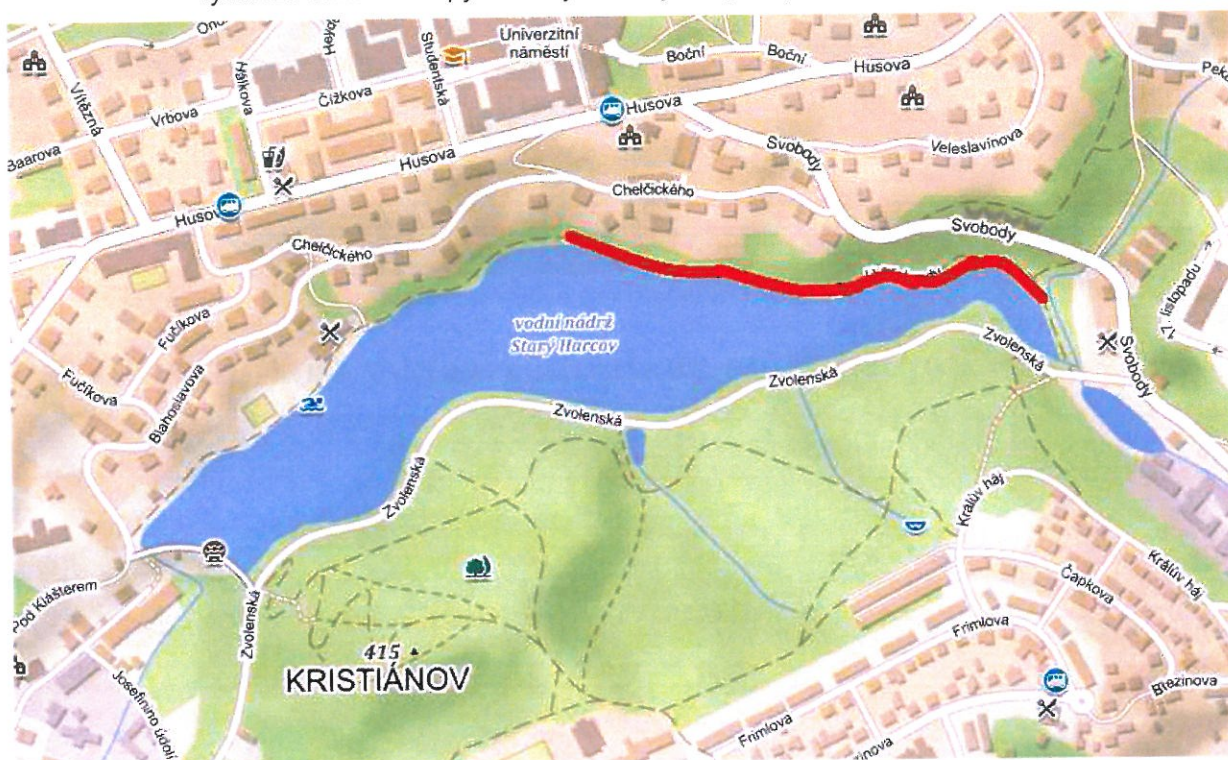 Husova
Univerzitní
náměstí
Boční
Boční
Studentská
Hálkova
Čížkova
Vítězná
Vrbova
Baarova
Husova
Husova
Svobody
Veleslavínova
Chelčického
Chelčického
Svobody
17. listopadu
Svobody
Fučíkova
Fučíkova
Blahoslavova
vodní nádrž
Starý Harcov
Zvolenská
Zvolenská
Zvolenská
Zvolenská
Zvolenská
Králův háj
Králův háj
Čapkova
Frimlova
Frimlova
Březinova
Pod Klášterem
Josefinino údolí
415
KRISTIÁNOV